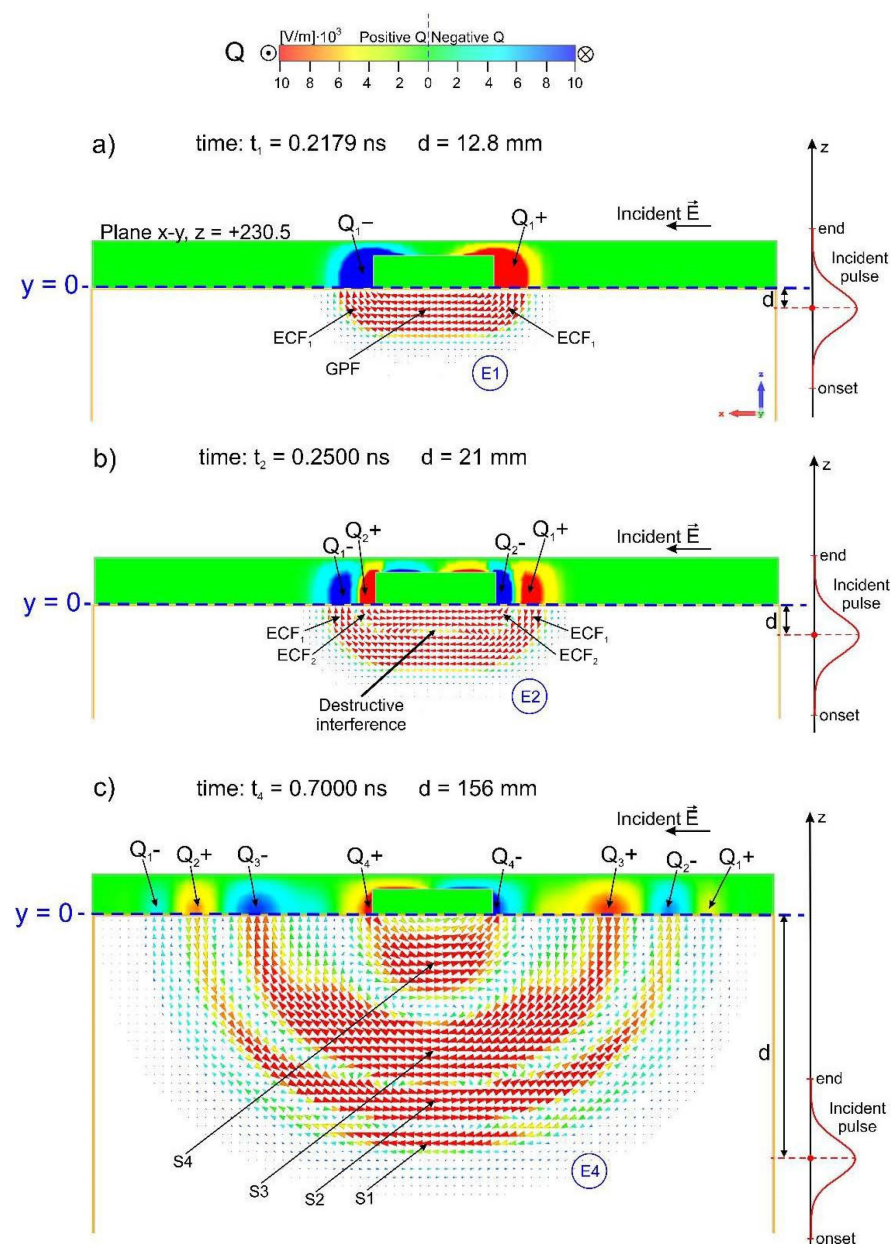 [V/m]·10³ Positive Q Negative Q
Q
10 8 6 4 2 0 2 4 6 8 10
a) time: t₁ = 0.2179 ns d = 12.8 mm
z
Incident E⃗
end
Plane x-y, z = +230.5
Q₁− Q₁+
Incident pulse
y = 0
d
ECF₁ GPF ECF₁
E1
onset
z
x y
b) time: t₂ = 0.2500 ns d = 21 mm
z
Incident E⃗
end
Q₁- Q₂+ Q₂- Q₁+
Incident pulse
y = 0
d
ECF₁ ECF₂ ECF₂ ECF₁
Destructive interference
E2
onset
c) time: t₄ = 0.7000 ns d = 156 mm
z
Incident E⃗
Q₁- Q₂+ Q₃- Q₄+ Q₄- Q₃+ Q₂- Q₁+
y = 0
d
end
Incident pulse
S4 S3 S2 S1
E4
onset